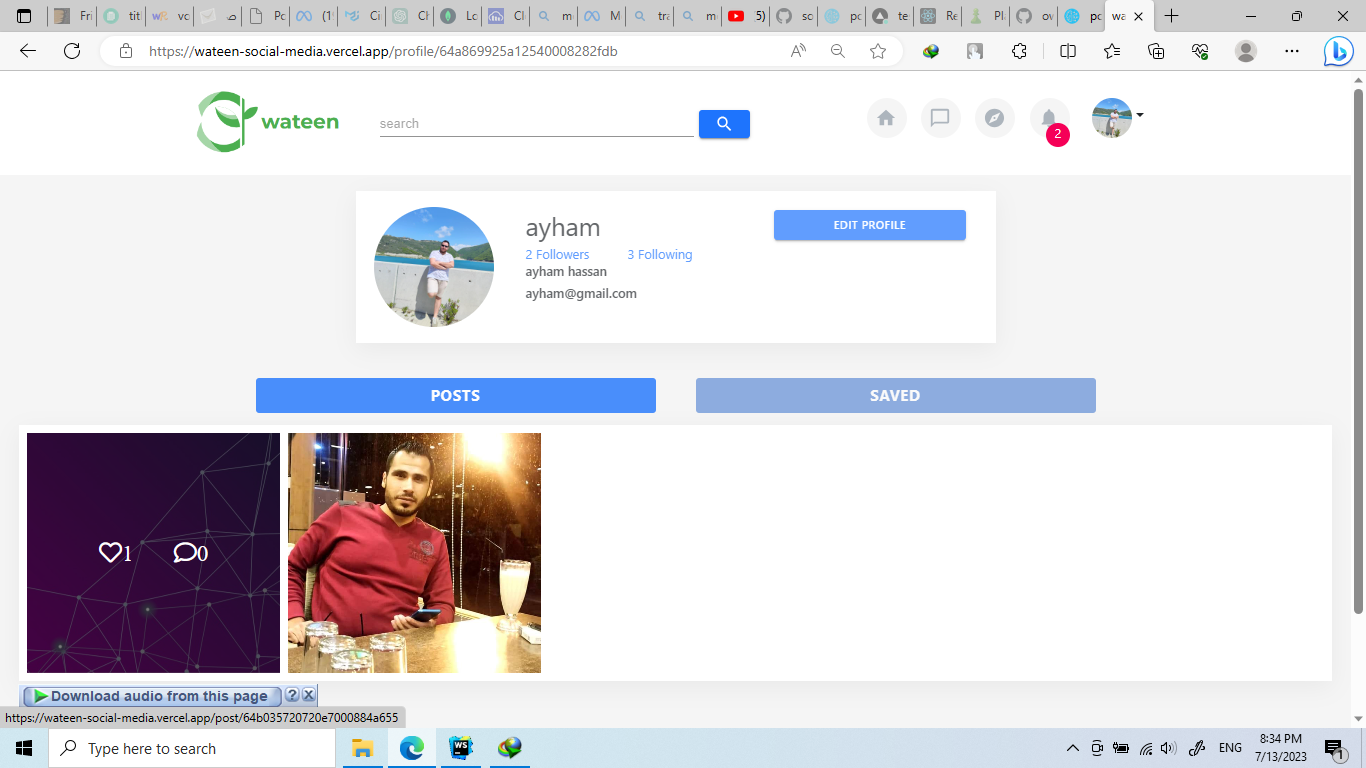 Fri
titl
vc
Pc
(1
Ci
Ch
Lc
Cl
m
M
tra
m
5)
sc
pc
te
Re
Pl
ov
pc
wa
https://wateen-social-media.vercel.app/profile/64a869925a12540008282fdb
wateen
search
2
ayham
EDIT PROFILE
2 Followers 3 Following
ayham hassan
ayham@gmail.com
POSTS SAVED
1 0
Download audio from this page ? x
https://wateen-social-media.vercel.app/post/64b035720720e7000884a655
Type here to search
WS
ENG
8:34 PM
7/13/2023
1